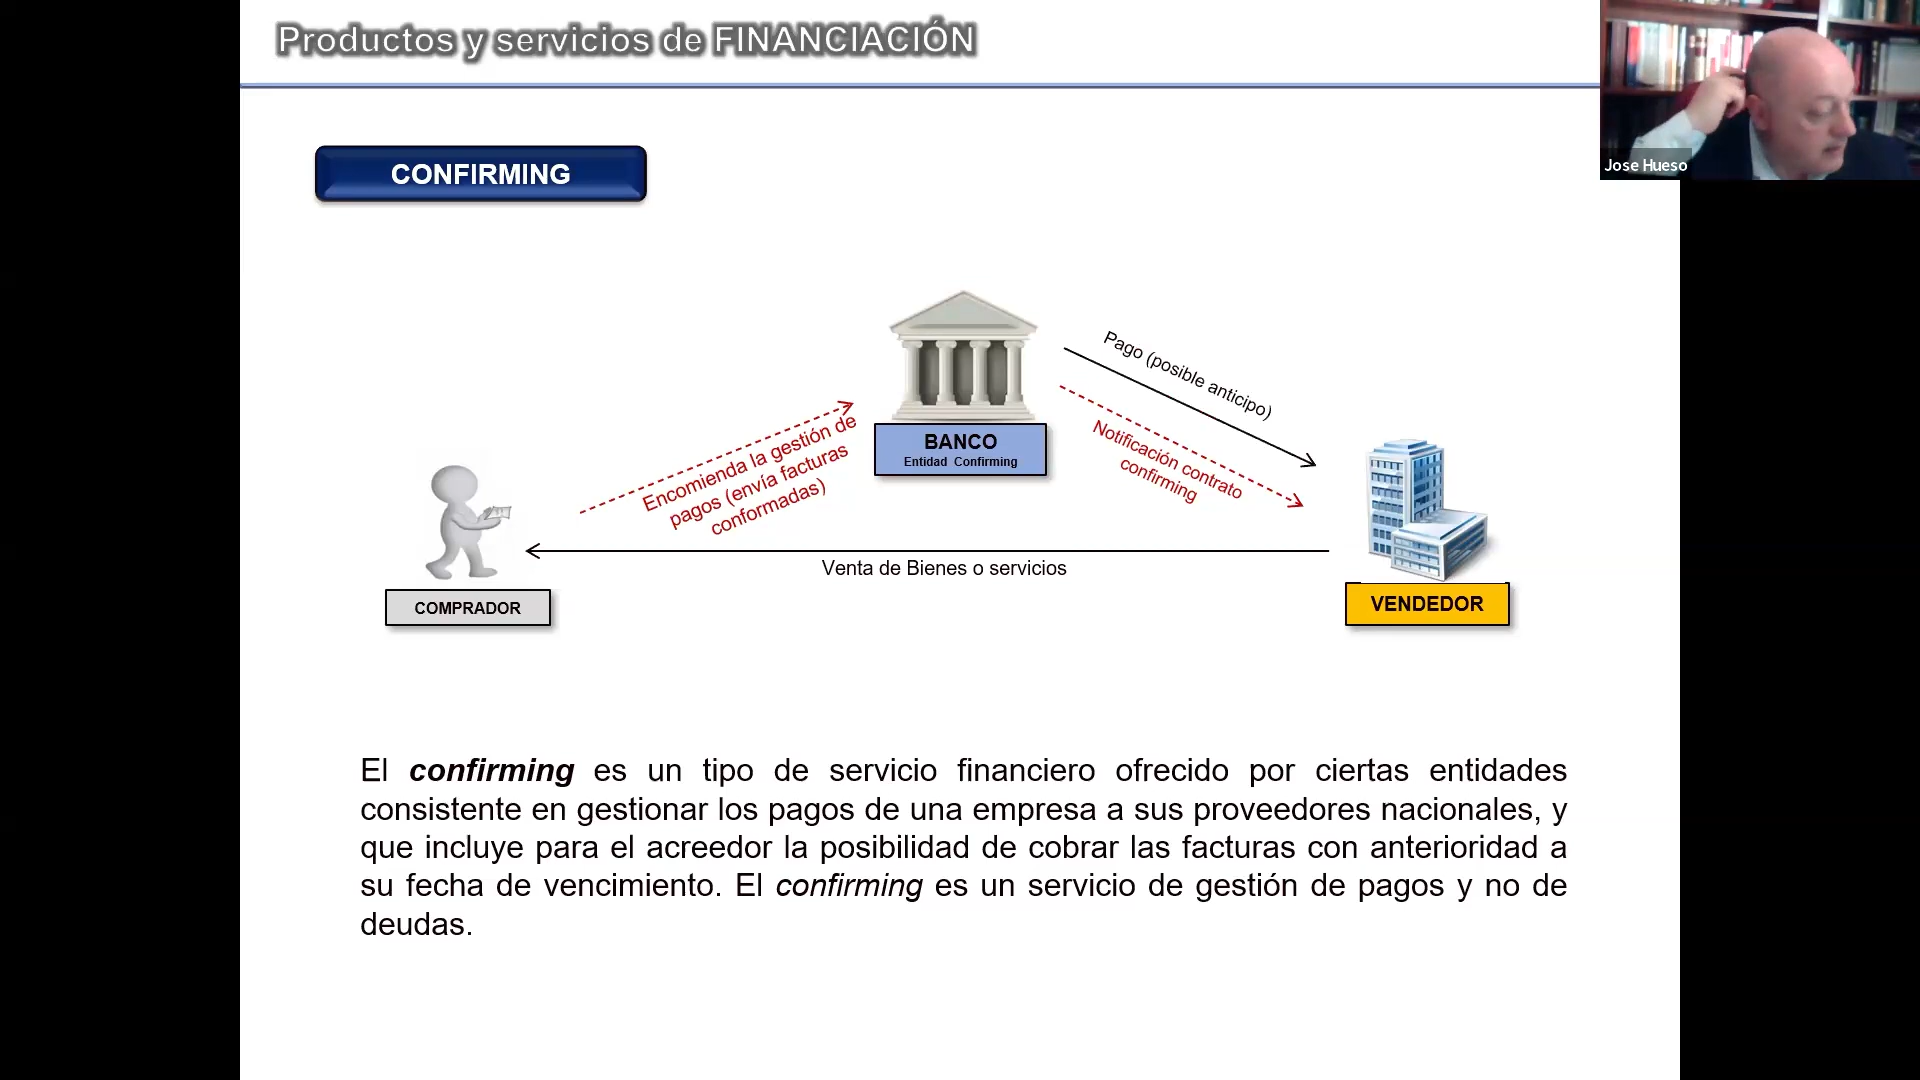 Productos y servicios de FINANCIACIÓN
Jose Hueso
CONFIRMING
Pago (posible anticipo)
Encomienda la gestión de
pagos (envía facturas
conformadas)
BANCO
Entidad Confirming
Notificación contrato
confirming
Venta de Bienes o servicios
COMPRADOR
VENDEDOR
El confirming es un tipo de servicio financiero ofrecido por ciertas entidades
consistente en gestionar los pagos de una empresa a sus proveedores nacionales, y
que incluye para el acreedor la posibilidad de cobrar las facturas con anterioridad a
su fecha de vencimiento. El confirming es un servicio de gestión de pagos y no de
deudas.